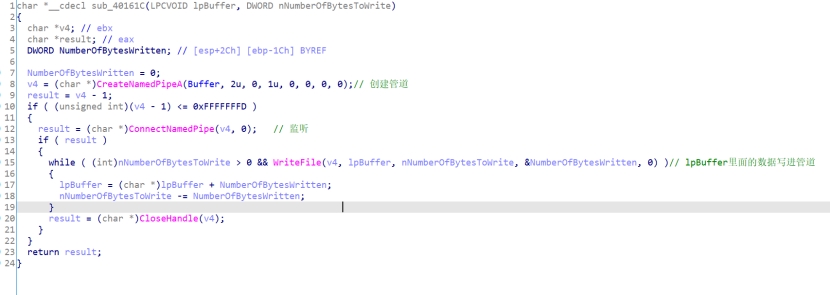 1 char *__cdecl sub_40161C(LPCVOID lpBuffer, DWORD nNumberOfBytesToWrite)
2 {
3   char *v4; // ebx
4   char *result; // eax
5   DWORD NumberOfBytesWritten; // [esp+2Ch] [ebp-1Ch] BYREF
6
7   NumberOfBytesWritten = 0;
8   v4 = (char *)CreateNamedPipeA(Buffer, 2u, 0, 1u, 0, 0, 0, 0);// 创建管道
9   result = v4 - 1;
10   if ( (unsigned int)(v4 - 1) <= 0xFFFFFFFD )
11   {
12     result = (char *)ConnectNamedPipe(v4, 0);   // 监听
13     if ( result )
14     {
15       while ( (int)nNumberOfBytesToWrite > 0 && WriteFile(v4, lpBuffer, nNumberOfBytesToWrite, &NumberOfBytesWritten, 0) )// lpBuffer里面的数据写进管道
16       {
17         lpBuffer = (char *)lpBuffer + NumberOfBytesWritten;
18         nNumberOfBytesToWrite -= NumberOfBytesWritten;
19       }
20       result = (char *)CloseHandle(v4);
21     }
22   }
23   return result;
24 }